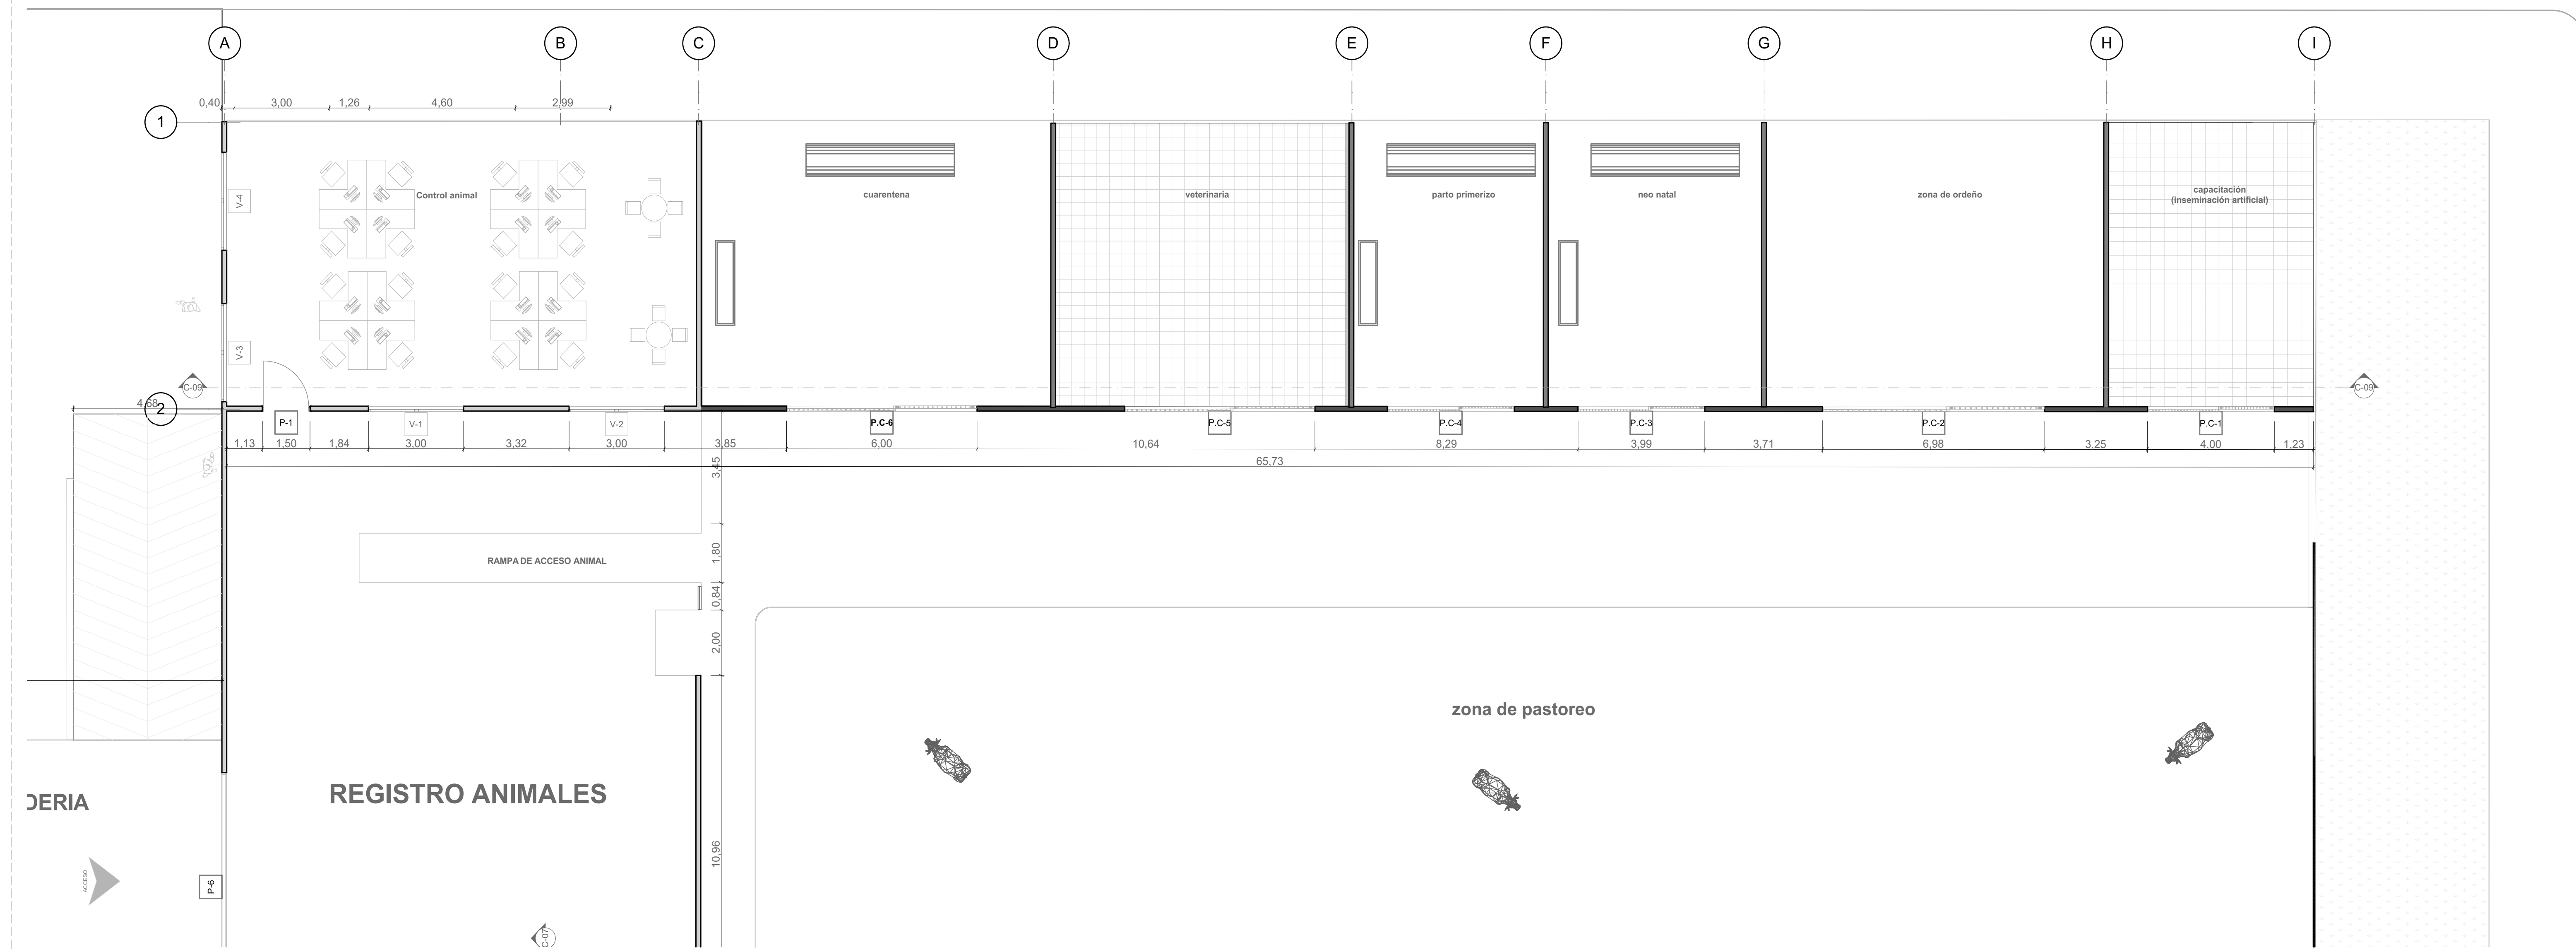 A
B
C
D
E
F
G
H
I
0,40
3,00
1,26
4,60
2,99
1
V-4
Control animal
cuarentena
veterinaria
parto primerizo
neo natal
zona de ordeño
capacitación
(inseminación artificial)
V-3
C-09
C-09
4,68
2
P-1
V-1
V-2
P.C-6
P.C-5
P.C-4
P.C-3
P.C-2
P.C-1
1,13
1,50
1,84
3,00
3,32
3,00
3,85
6,00
10,64
8,29
3,99
3,71
6,98
3,25
4,00
1,23
65,73
3,45
RAMPA DE ACCESO ANIMAL
1,80
0,84
2,00
zona de pastoreo
DERIA
REGISTRO ANIMALES
10,96
ACCESO
P-6
C-07